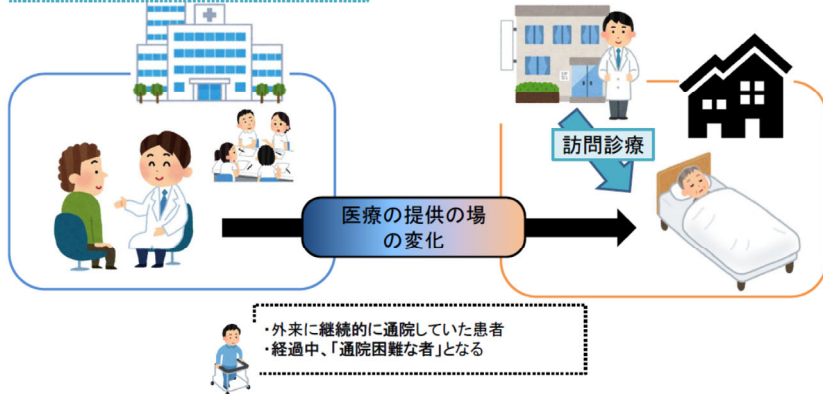 訪問診療
医療の提供の場
の変化
・外来に継続的に通院していた患者
・経過中、「通院困難な者」となる